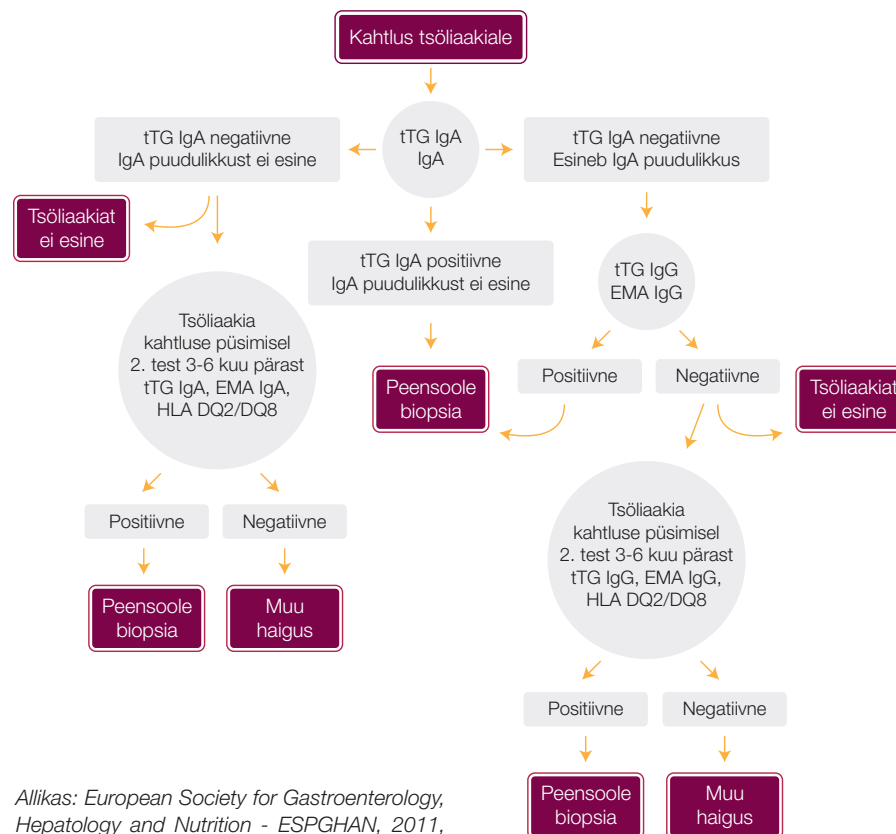 Kahtlus tsöliaakiale
tTG IgA negatiivne
IgA puudulikkust ei esine
tTG IgA
IgA
tTG IgA negatiivne
Esineb IgA puudulikkus
Tsöliaakiat
ei esine
tTG IgA positiivne
IgA puudulikkust ei esine
tTG IgG
EMA IgG
Tsöliaakia
kahtluse püsimisel
2. test 3-6 kuu pärast
tTG IgA, EMA IgA,
HLA DQ2/DQ8
Peensoole
biopsia
Positiivne
Negatiivne
Tsöliaakiat
ei esine
Positiivne
Negatiivne
Peensoole
biopsia
Muu
haigus
Tsöliaakia
kahtluse püsimisel
2. test 3-6 kuu pärast
tTG IgG, EMA IgG,
HLA DQ2/DQ8
Positiivne
Negatiivne
Peensoole
biopsia
Muu
haigus
Allikas: European Society for Gastroenterology,
Hepatology and Nutrition - ESPGHAN, 2011,